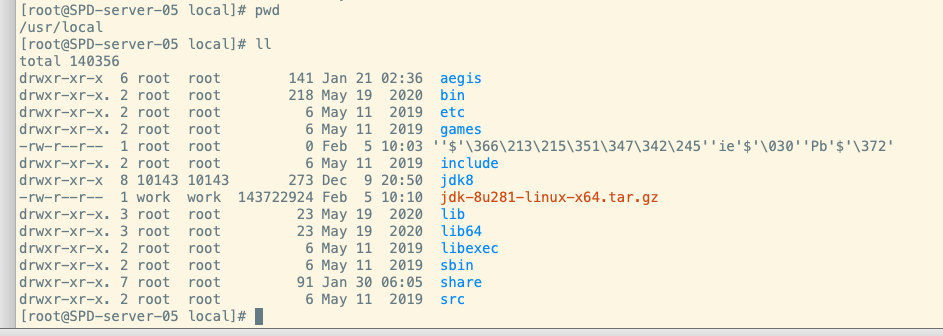 [root@SPD-server-05 local]# pwd
/usr/local
[root@SPD-server-05 local]# ll
total 140356
drwxr-xr-x  6 root  root        141 Jan 21 02:36 aegis
drwxr-xr-x. 2 root  root        218 May 19  2020 bin
drwxr-xr-x. 2 root  root          6 May 11  2019 etc
drwxr-xr-x. 2 root  root          6 May 11  2019 games
-rw-r--r--  1 root  root          0 Feb  5 10:03 ''$'\366\213\215\351\347\342\245''ie'$'\030''Pb'$'\372'
drwxr-xr-x. 2 root  root          6 May 11  2019 include
drwxr-xr-x  8 10143 10143       273 Dec  9 20:50 jdk8
-rw-r--r--  1 work  work  143722924 Feb  5 10:10 jdk-8u281-linux-x64.tar.gz
drwxr-xr-x. 3 root  root         23 May 19  2020 lib
drwxr-xr-x. 3 root  root         23 May 19  2020 lib64
drwxr-xr-x. 2 root  root          6 May 11  2019 libexec
drwxr-xr-x. 2 root  root          6 May 11  2019 sbin
drwxr-xr-x. 7 root  root         91 Jan 30 06:05 share
drwxr-xr-x. 2 root  root          6 May 11  2019 src
[root@SPD-server-05 local]#